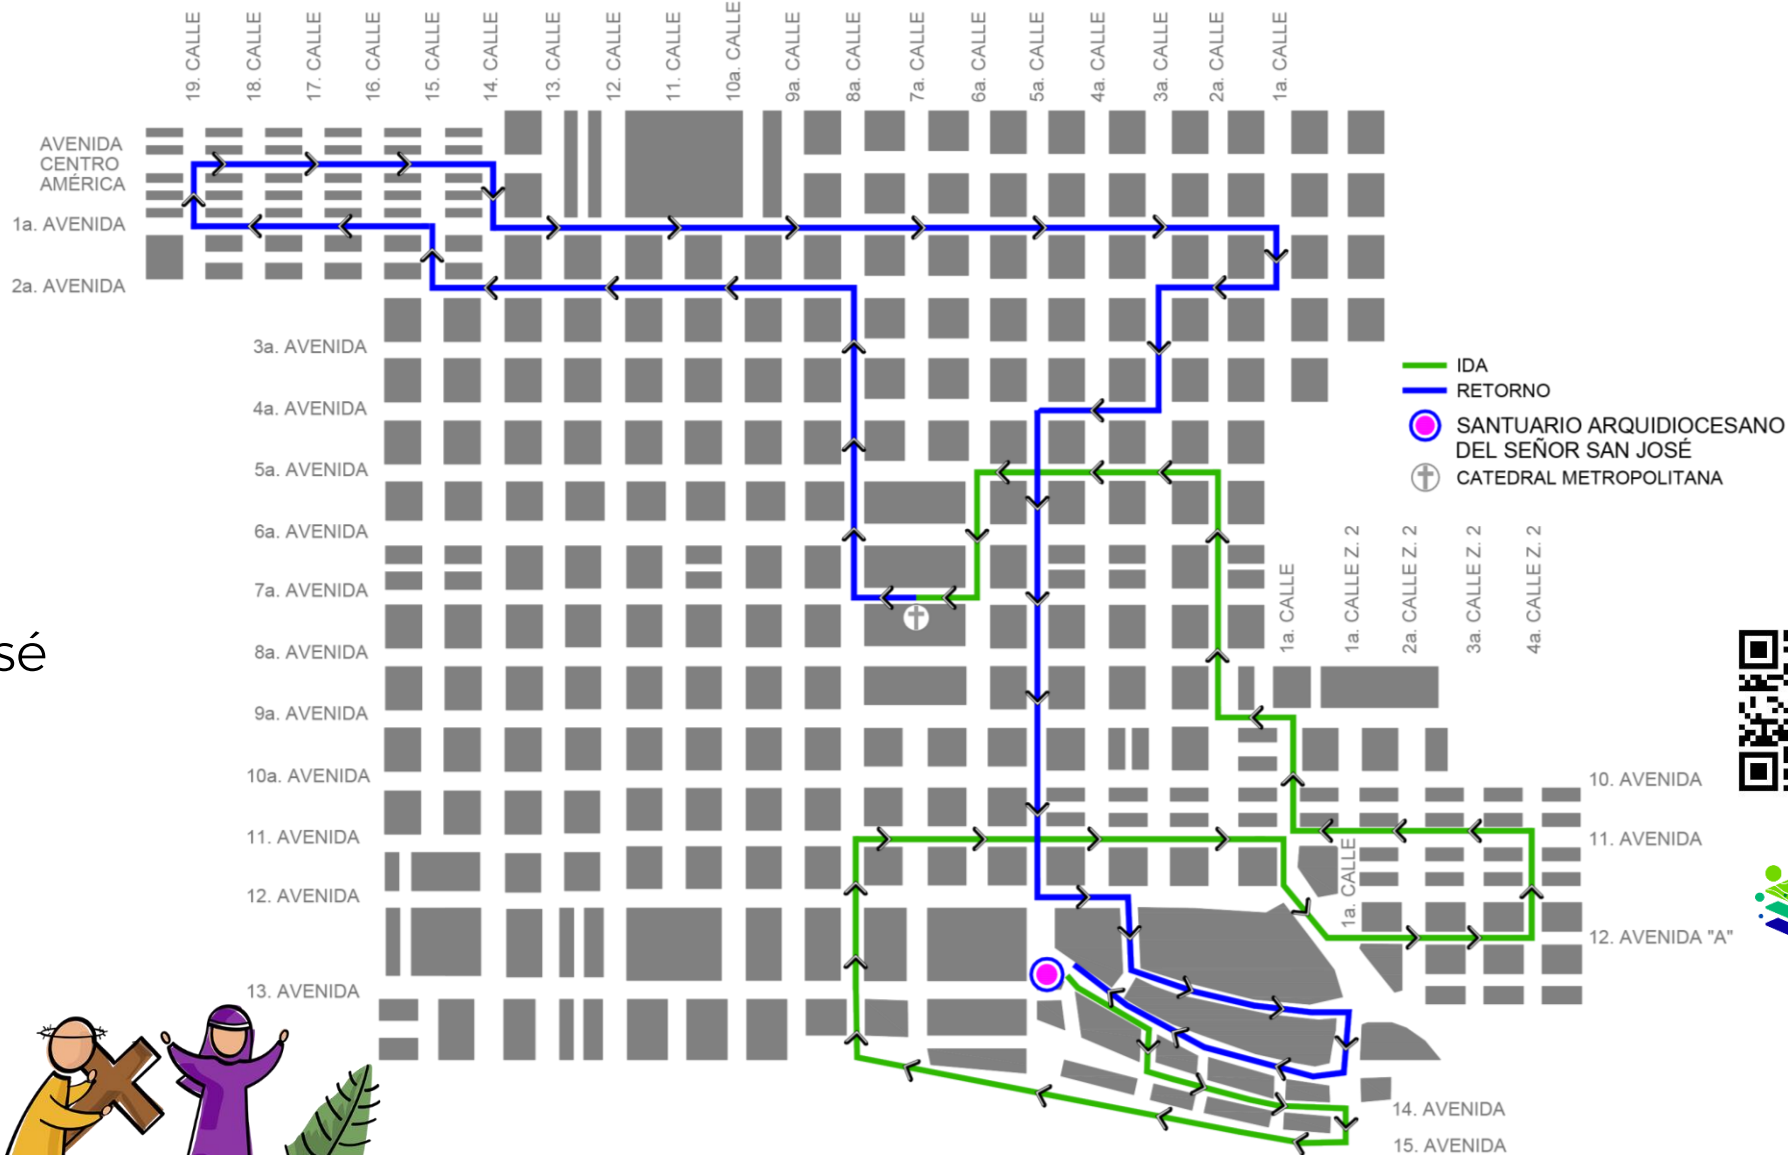 19. CALLE
18. CALLE
17. CALLE
16. CALLE
15. CALLE
14. CALLE
13. CALLE
12. CALLE
11. CALLE
10a. CALLE
9a. CALLE
8a. CALLE
7a. CALLE
6a. CALLE
5a. CALLE
4a. CALLE
3a. CALLE
2a. CALLE
1a. CALLE
AVENIDA
CENTRO
AMÉRICA
1a. AVENIDA
2a. AVENIDA
3a. AVENIDA
4a. AVENIDA
5a. AVENIDA
6a. AVENIDA
7a. AVENIDA
8a. AVENIDA
9a. AVENIDA
10a. AVENIDA
11. AVENIDA
12. AVENIDA
13. AVENIDA
sé
IDA
RETORNO
SANTUARIO ARQUIDIOCESANO
DEL SEÑOR SAN JOSÉ
CATEDRAL METROPOLITANA
1a. CALLE
1a. CALLE Z. 2
2a. CALLE Z. 2
3a. CALLE Z. 2
4a. CALLE Z. 2
10. AVENIDA
11. AVENIDA
1a. CALLE
12. AVENIDA "A"
14. AVENIDA
15. AVENIDA